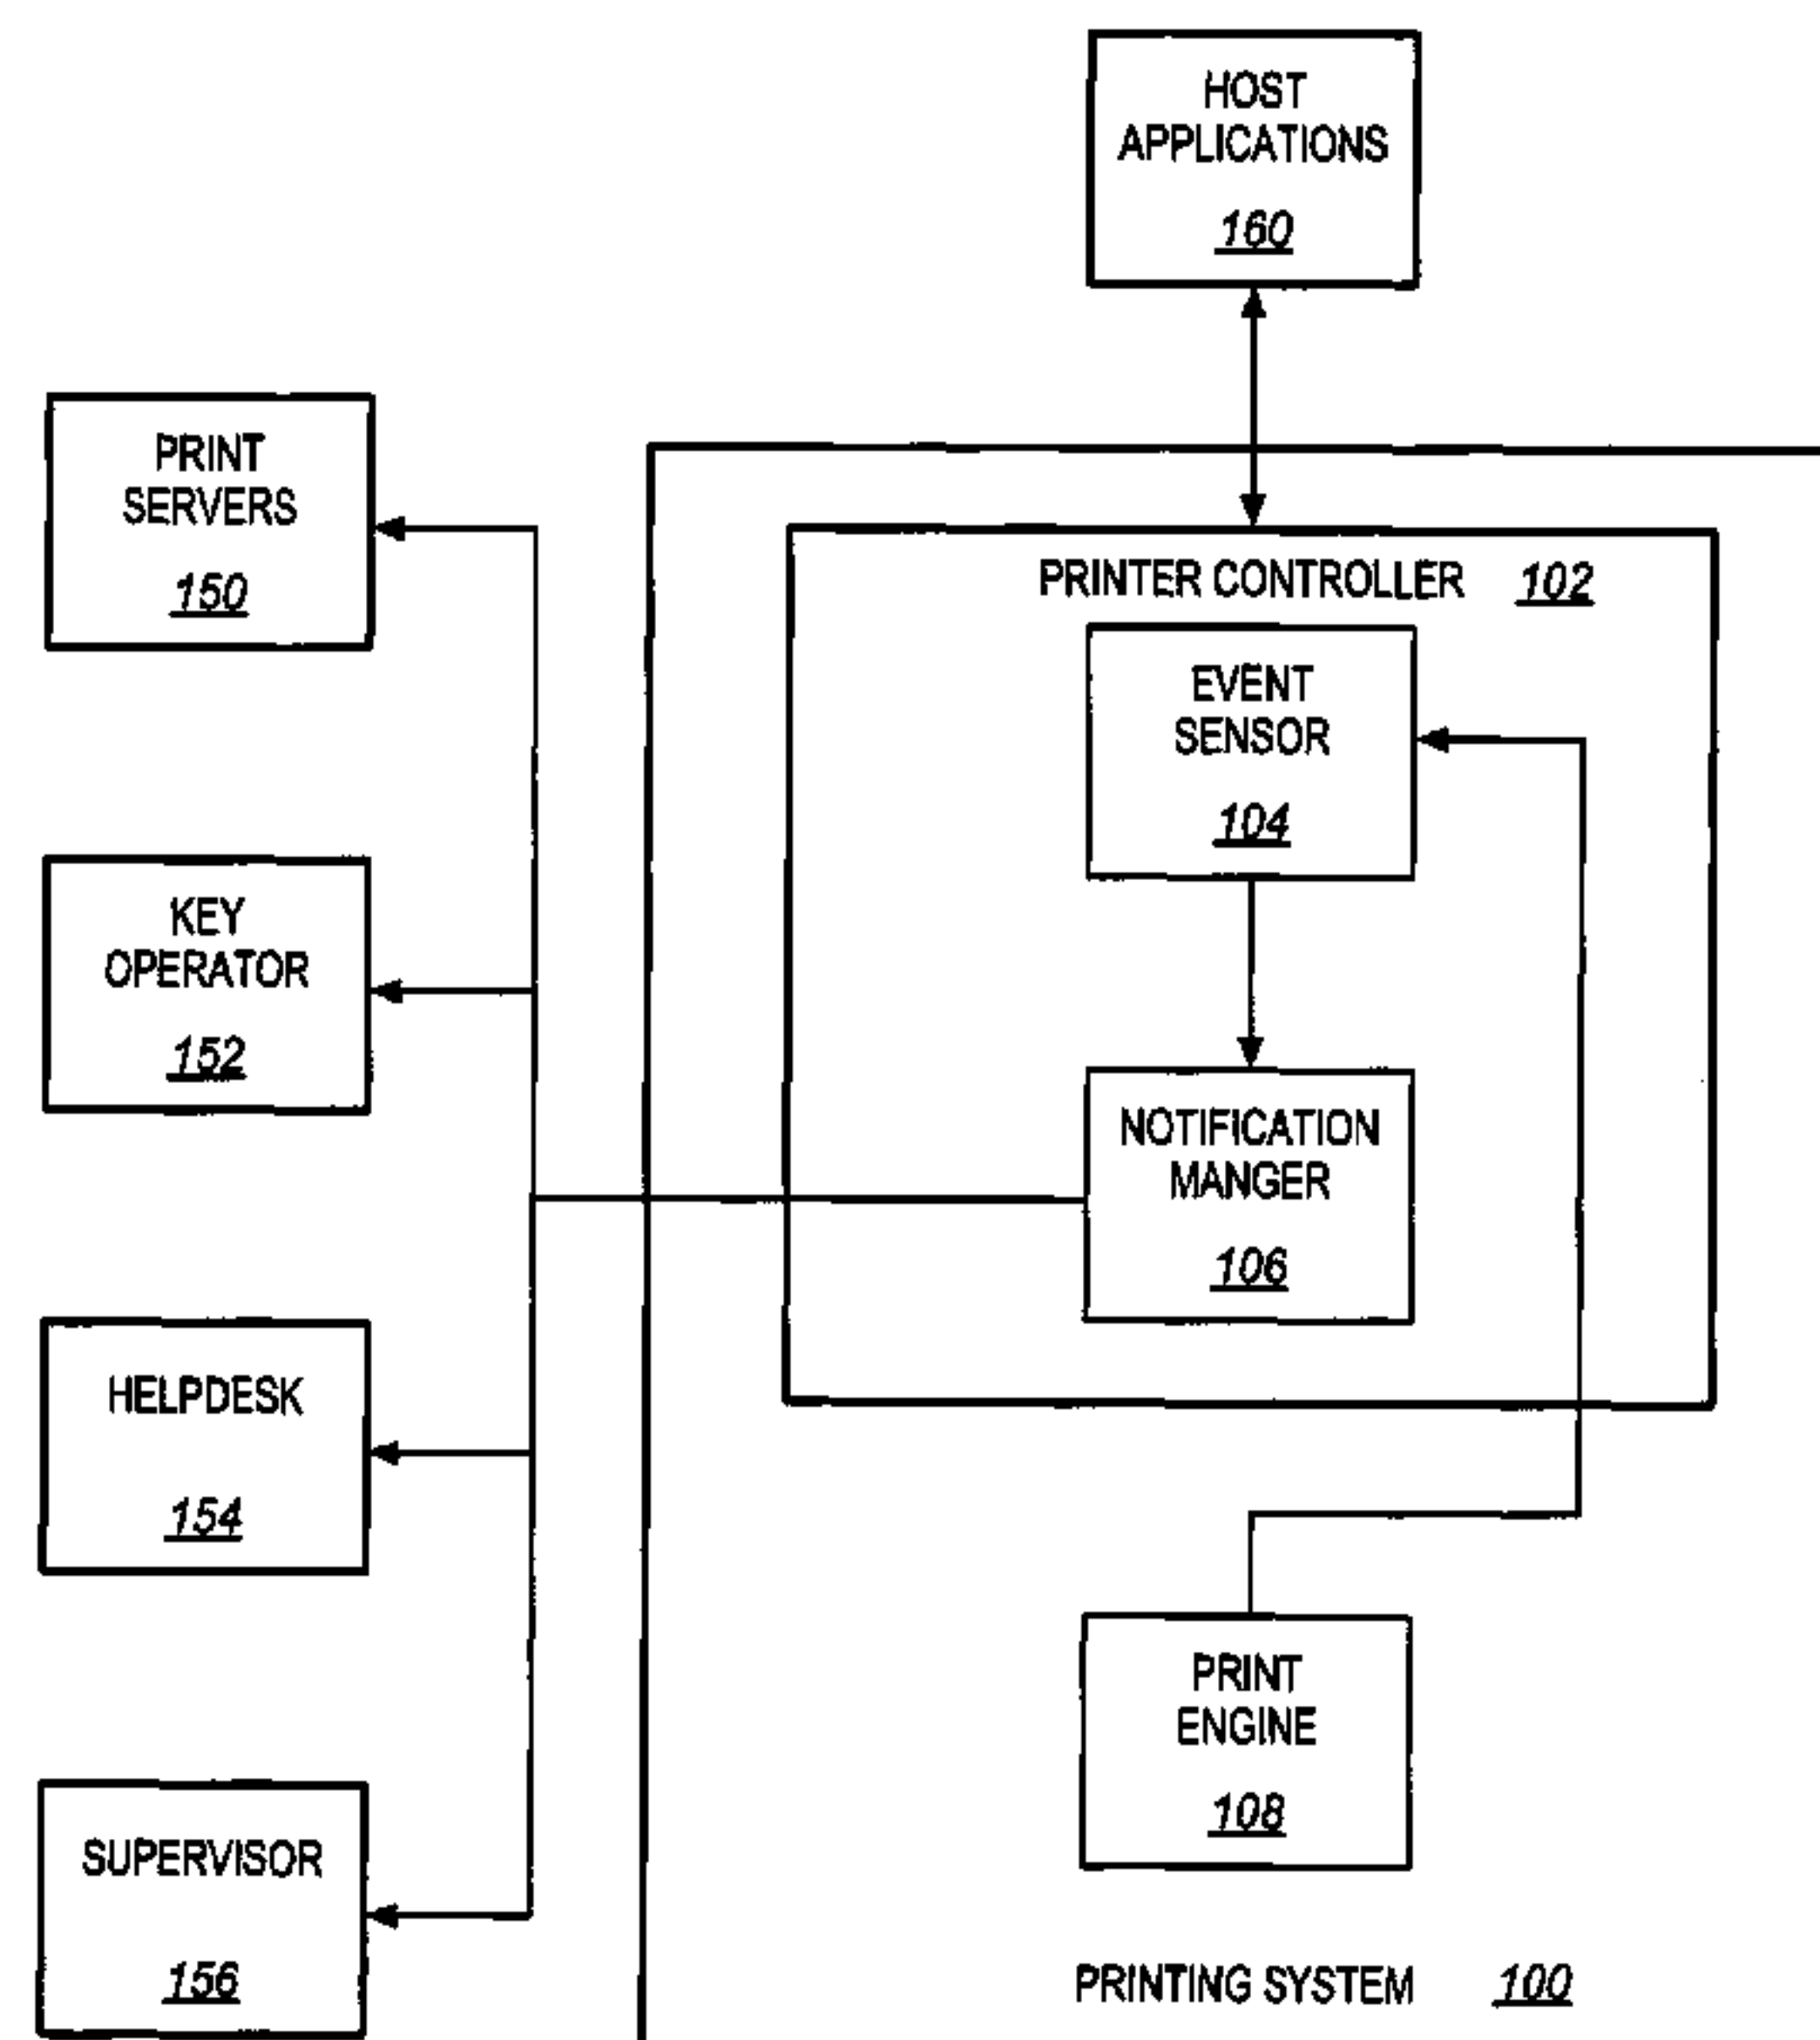 HOST
APPLICATIONS
160
PRINT
SERVERS
150
PRINTER CONTROLLER 102
EVENT
SENSOR
104
KEY
OPERATOR
152
NOTIFICATION
MANGER
106
HELPDESK
154
PRINT
ENGINE
108
SUPERVISOR
156
PRINTING SYSTEM 100